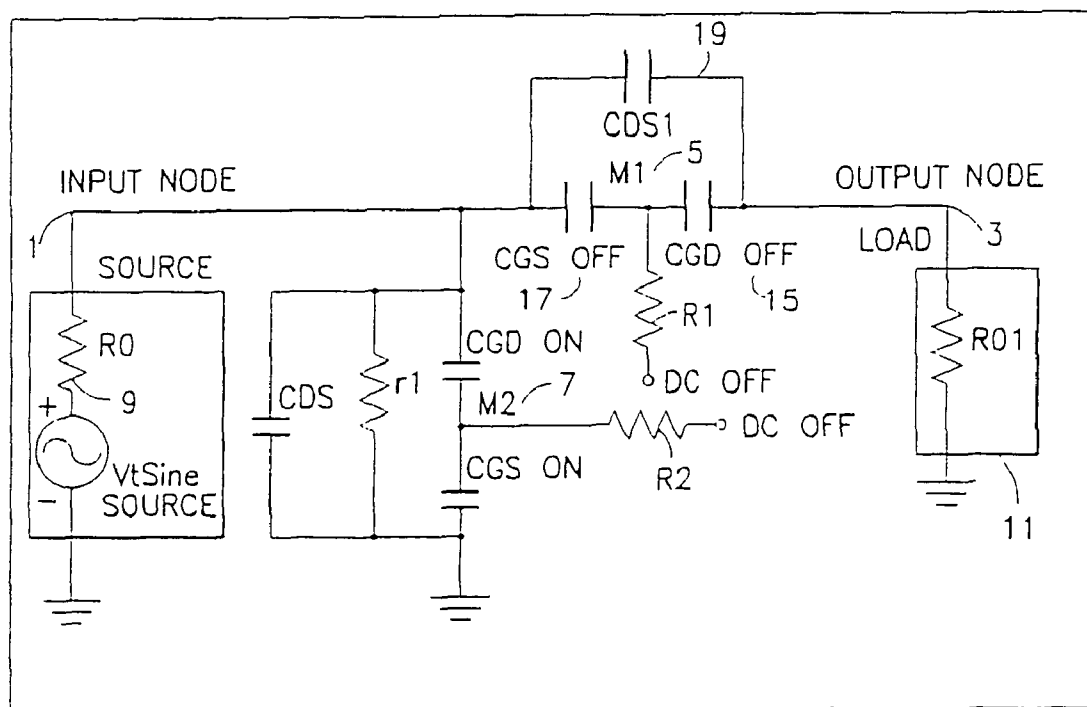 19
CDS1
M1 5
INPUT NODE
OUTPUT NODE
1
3
CGS OFF
CGD OFF
LOAD
17
15
SOURCE
R0
R1
R01
CGD ON
9
CDS
r1
M2 7
DC OFF
+
DC OFF
VtSine
SOURCE
-
CGS ON
R2
11